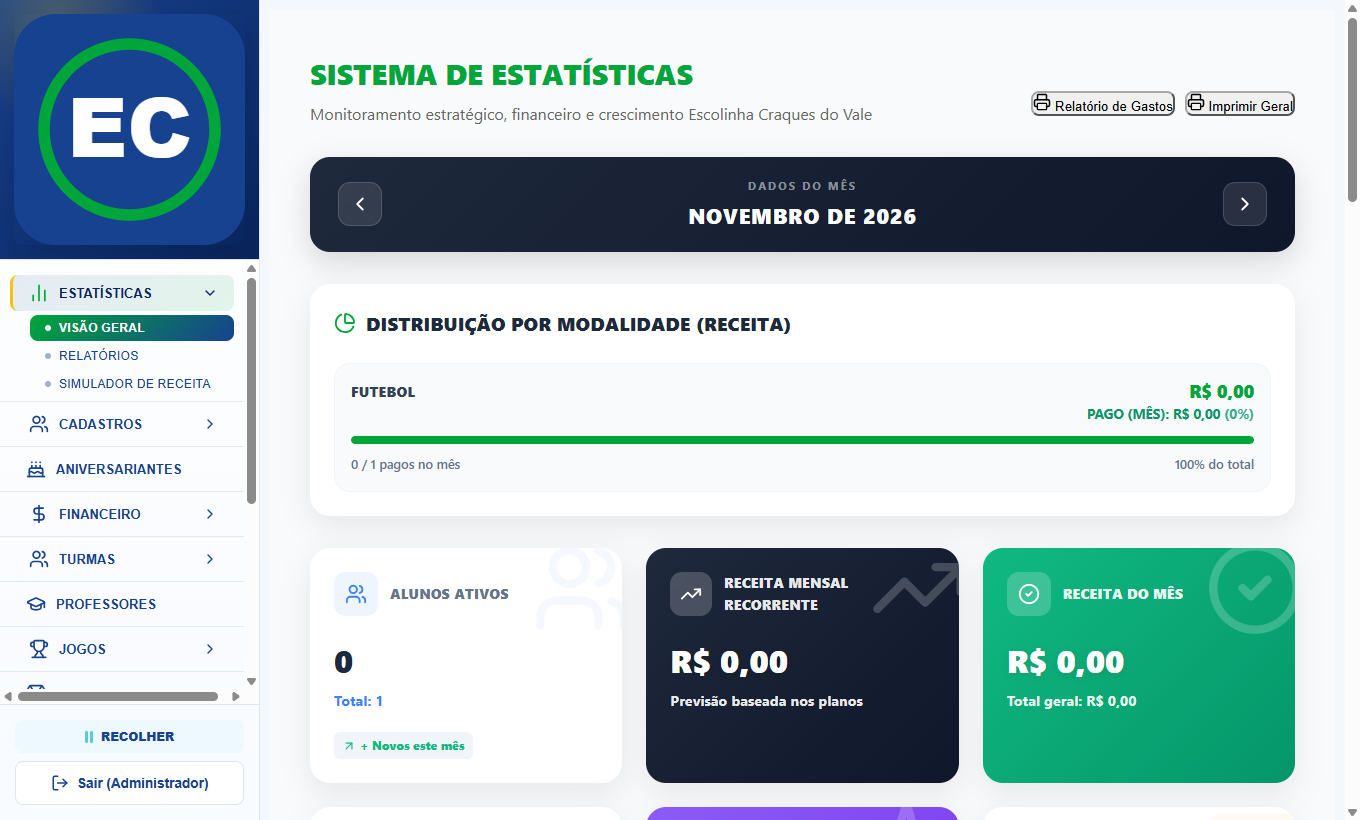 EC
ESTATÍSTICAS
VISÃO GERAL
RELATÓRIOS
SIMULADOR DE RECEITA
CADASTROS
ANIVERSARIANTES
FINANCEIRO
TURMAS
PROFESSORES
JOGOS
RECOLHER
Sair (Administrador)
SISTEMA DE ESTATÍSTICAS
Monitoramento estratégico, financeiro e crescimento Escolinha Craques do Vale
Relatório de Gastos
Imprimir Geral
DADOS DO MÊS
NOVEMBRO DE 2026
DISTRIBUIÇÃO POR MODALIDADE (RECEITA)
FUTEBOL
R$ 0,00
PAGO (MÊS): R$ 0,00 (0%)
0 / 1 pagos no mês
100% do total
ALUNOS ATIVOS
0
Total: 1
+ Novos este mês
RECEITA MENSAL
RECORRENTE
R$ 0,00
Previsão baseada nos planos
RECEITA DO MÊS
R$ 0,00
Total geral: R$ 0,00